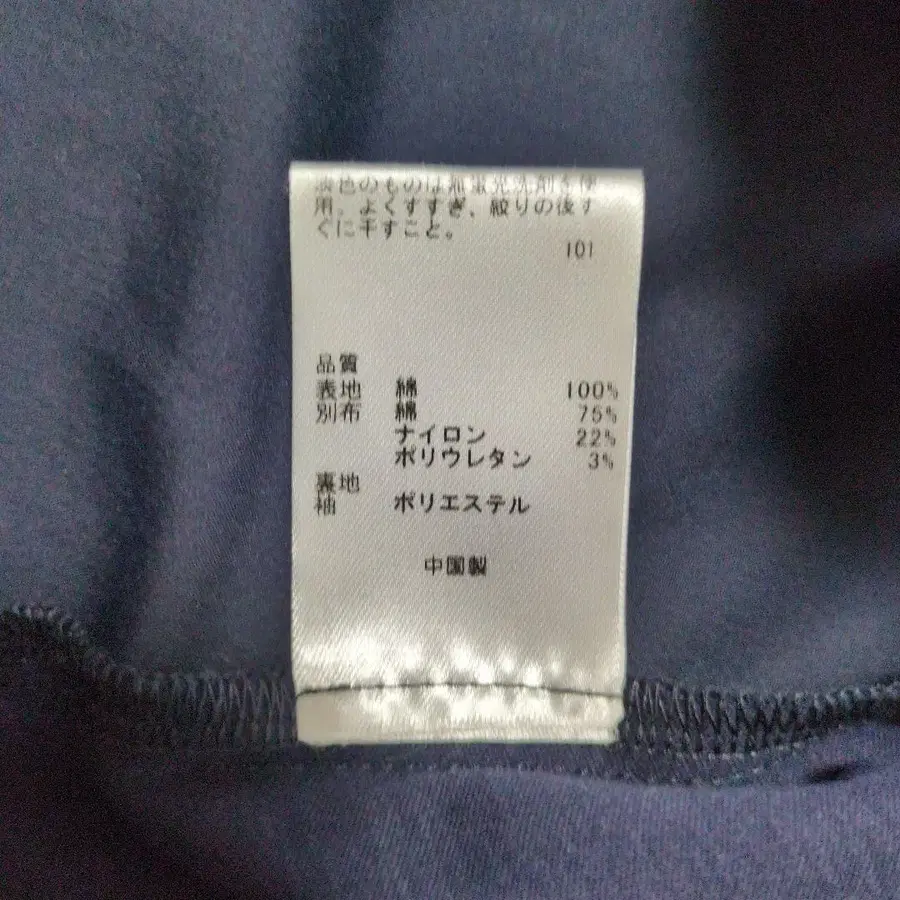 淡色のものは無蛍光洗剤を使
用。よくすすぎ、絞りの後す
ぐに干すこと。
101
品質
表地 綿 100%
別布 綿 75%
ナイロン 22%
ポリウレタン 3%
裏地
袖 ポリエステル
中国製